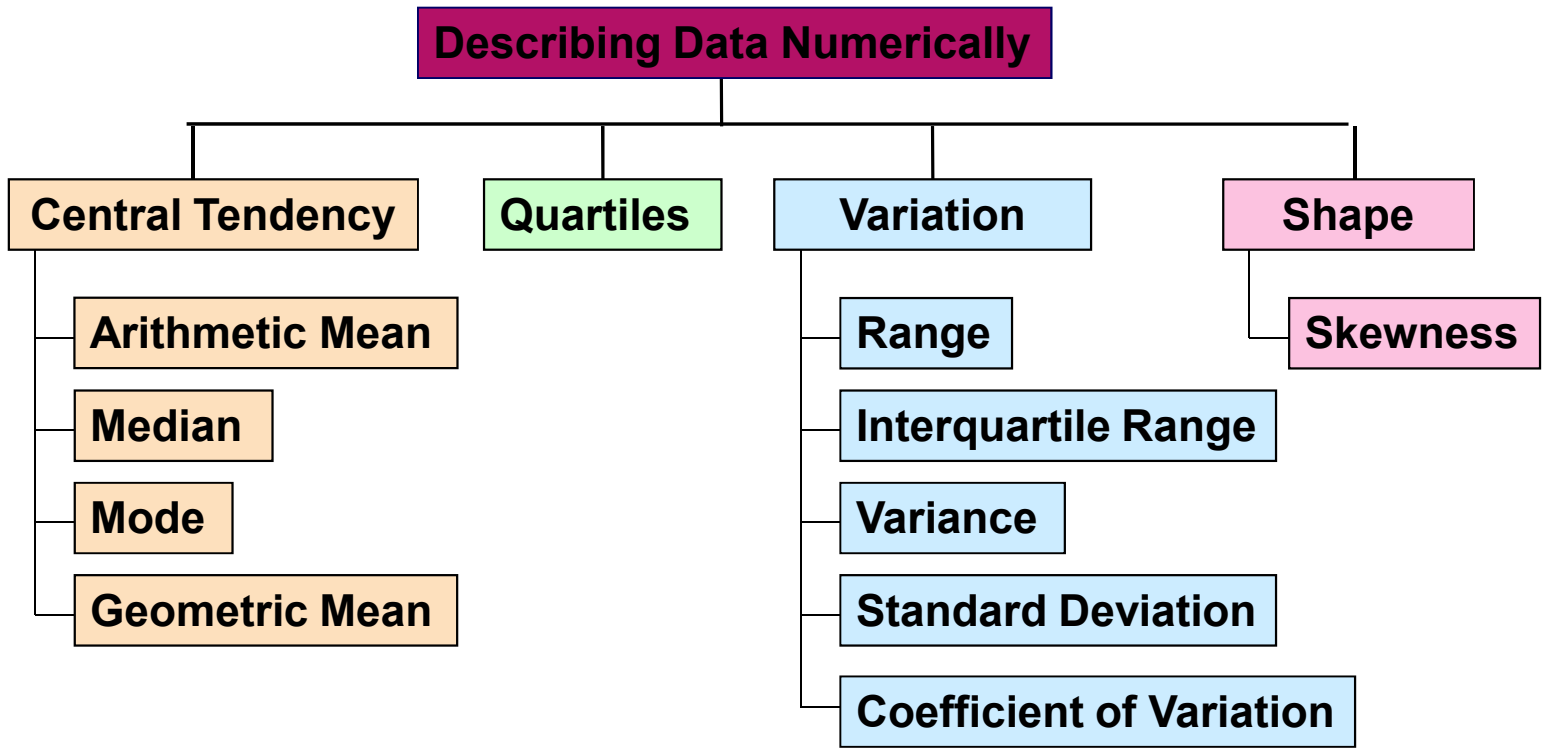 Describing Data Numerically
Central Tendency
Arithmetic Mean
Median
Mode
Geometric Mean
Quartiles
Variation
Range
Interquartile Range
Variance
Standard Deviation
Coefficient of Variation
Shape
Skewness